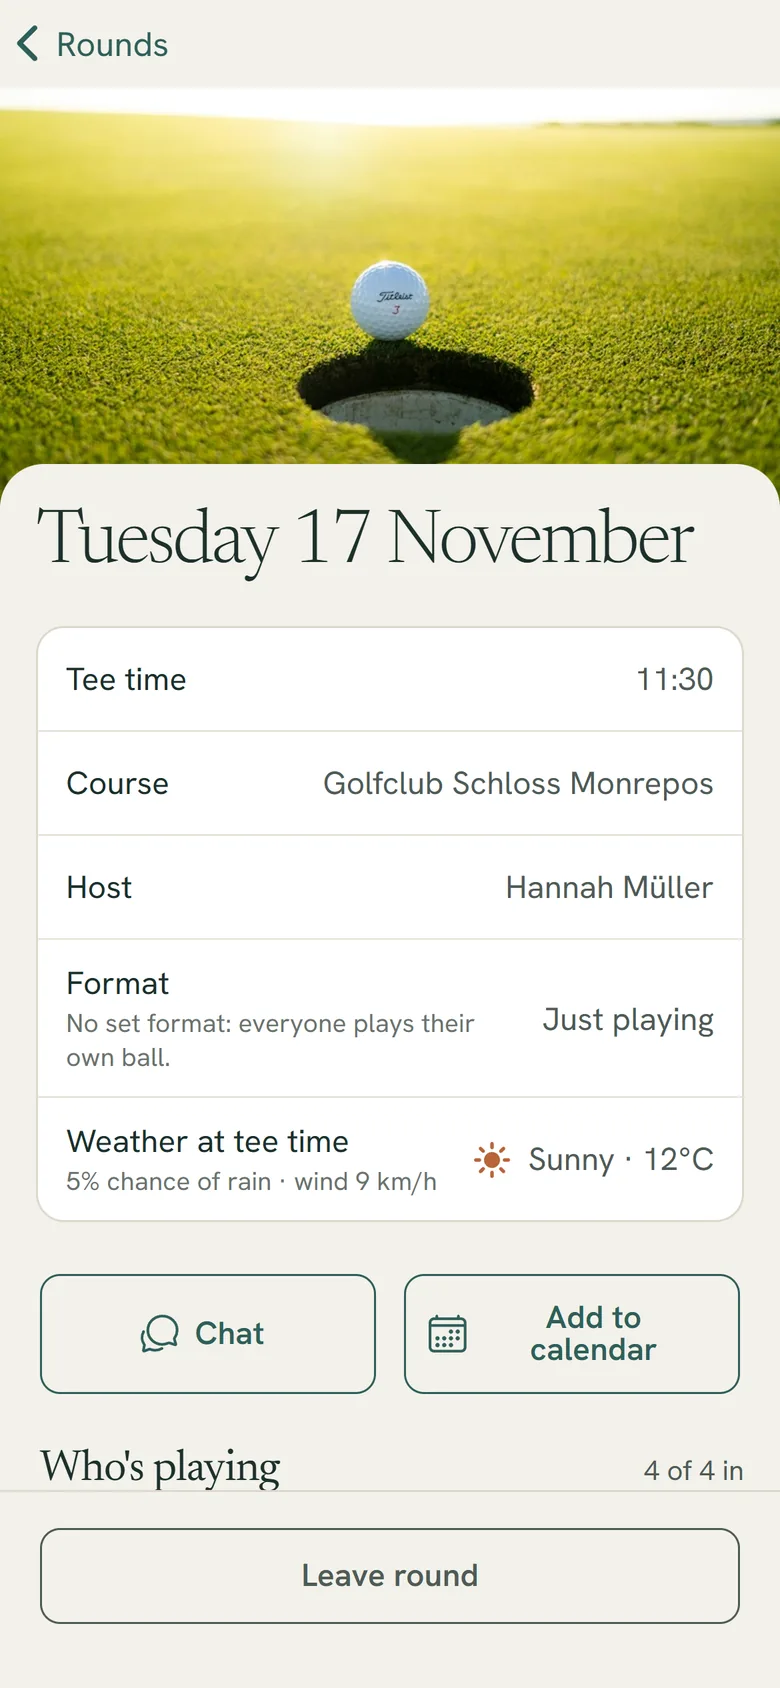 Rounds
Titleist
3
Tuesday 17 November
Tee time
11:30
Course
Golfclub Schloss Monrepos
Host
Hannah Müller
Format
No set format: everyone plays their
own ball.
Just playing
Weather at tee time
5% chance of rain · wind 9 km/h
Sunny · 12°C
Chat
Add to
calendar
Who's playing
4 of 4 in
Leave round